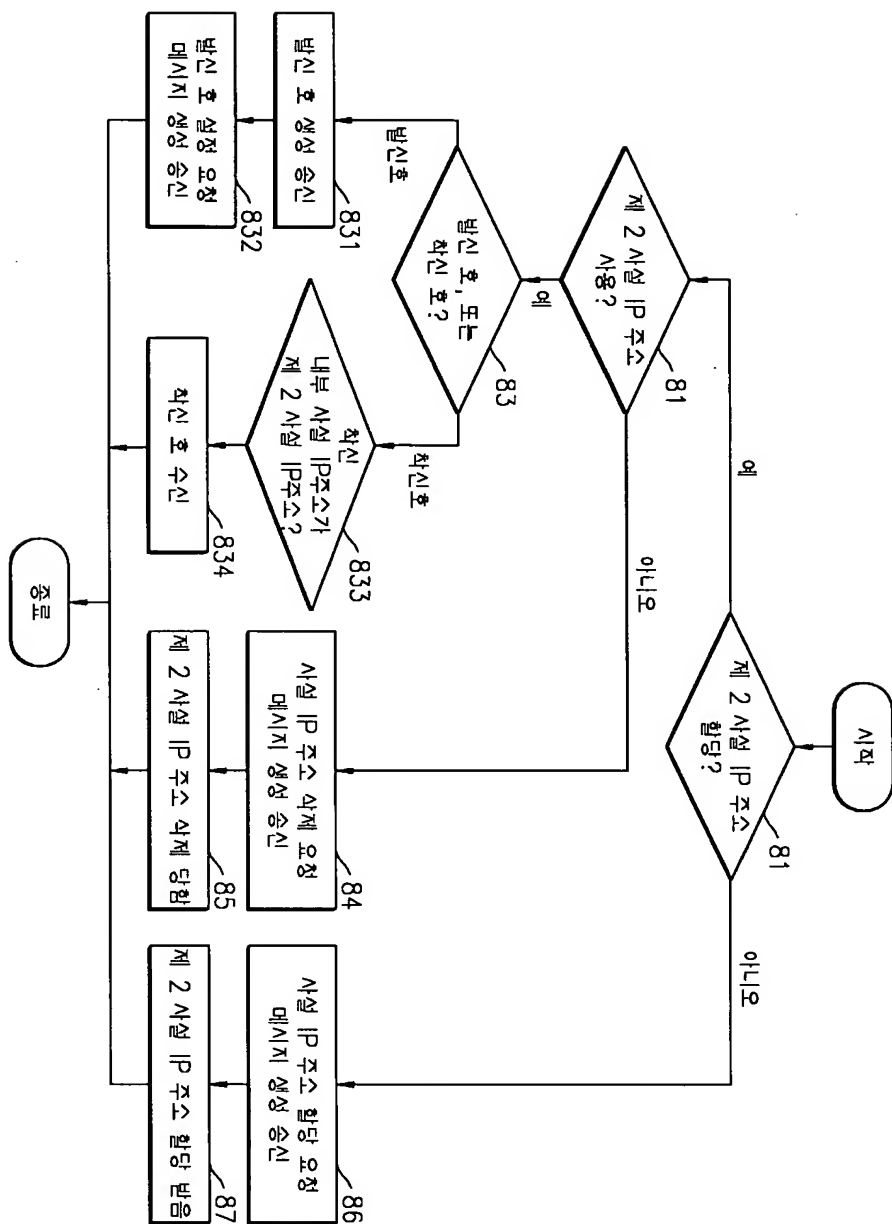 시작
제 2 사설 IP 주소
할당?
81
예
아니오
제 2 사설 IP 주소
사용?
81
예
아니오
발신 호, 또는
착신 호?
83
발신호
착신호
발신 호 생성 송신
831
발신 호 설정 요청
메시지 생성 송신
832
착신
내부 사설 IP주소가
제 2 사설 IP주소?
833
착신 호 수신
834
사설 IP 주소 삭제 요청
메시지 생성 송신
84
제 2 사설 IP 주소 삭제 당함
85
사설 IP 주소 할당 요청
메시지 생성 송신
86
제 2 사설 IP 주소 할당 받음
87
종료